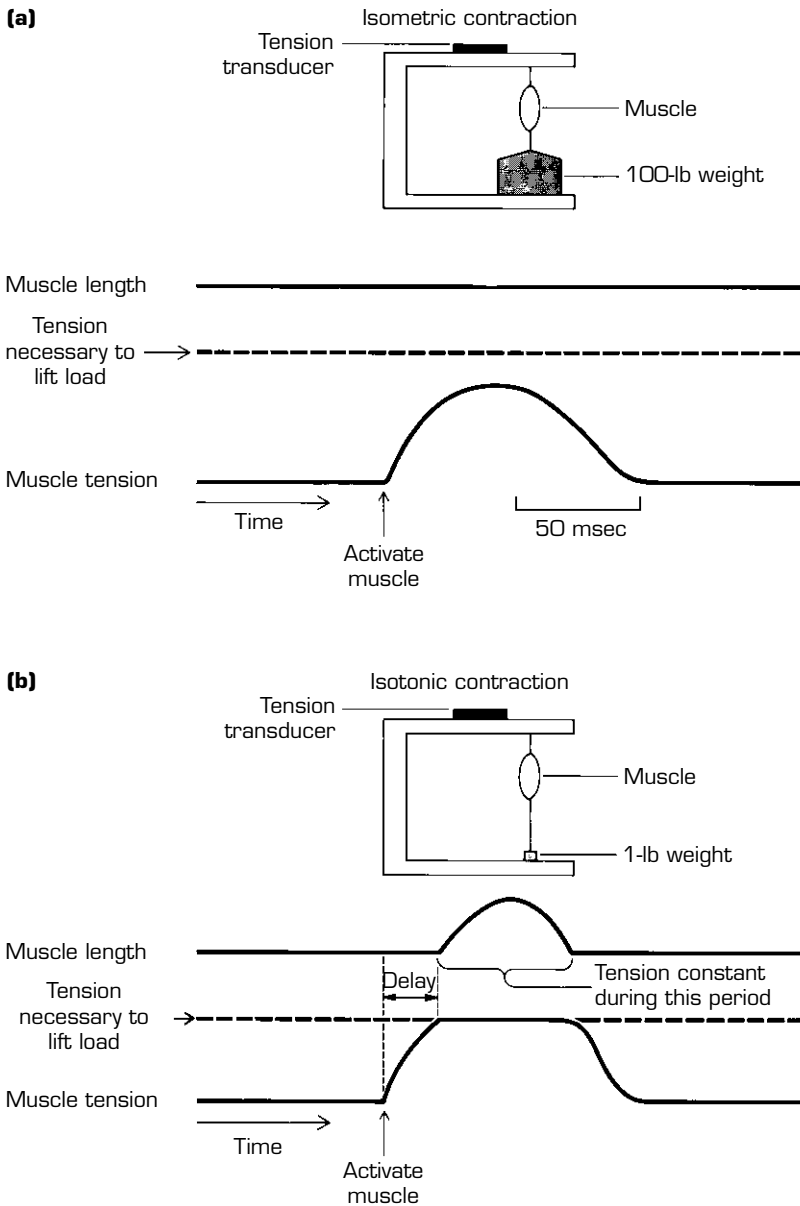 (a)
Isometric contraction
Tension
transducer
Muscle
100-lb weight
Muscle length
Tension
necessary to
lift load
Muscle tension
Time
50 msec
Activate
muscle
(b)
Isotonic contraction
Tension
transducer
Muscle
1-lb weight
Muscle length
Delay
Tension constant
during this period
Tension
necessary to
lift load
Muscle tension
Time
Activate
muscle